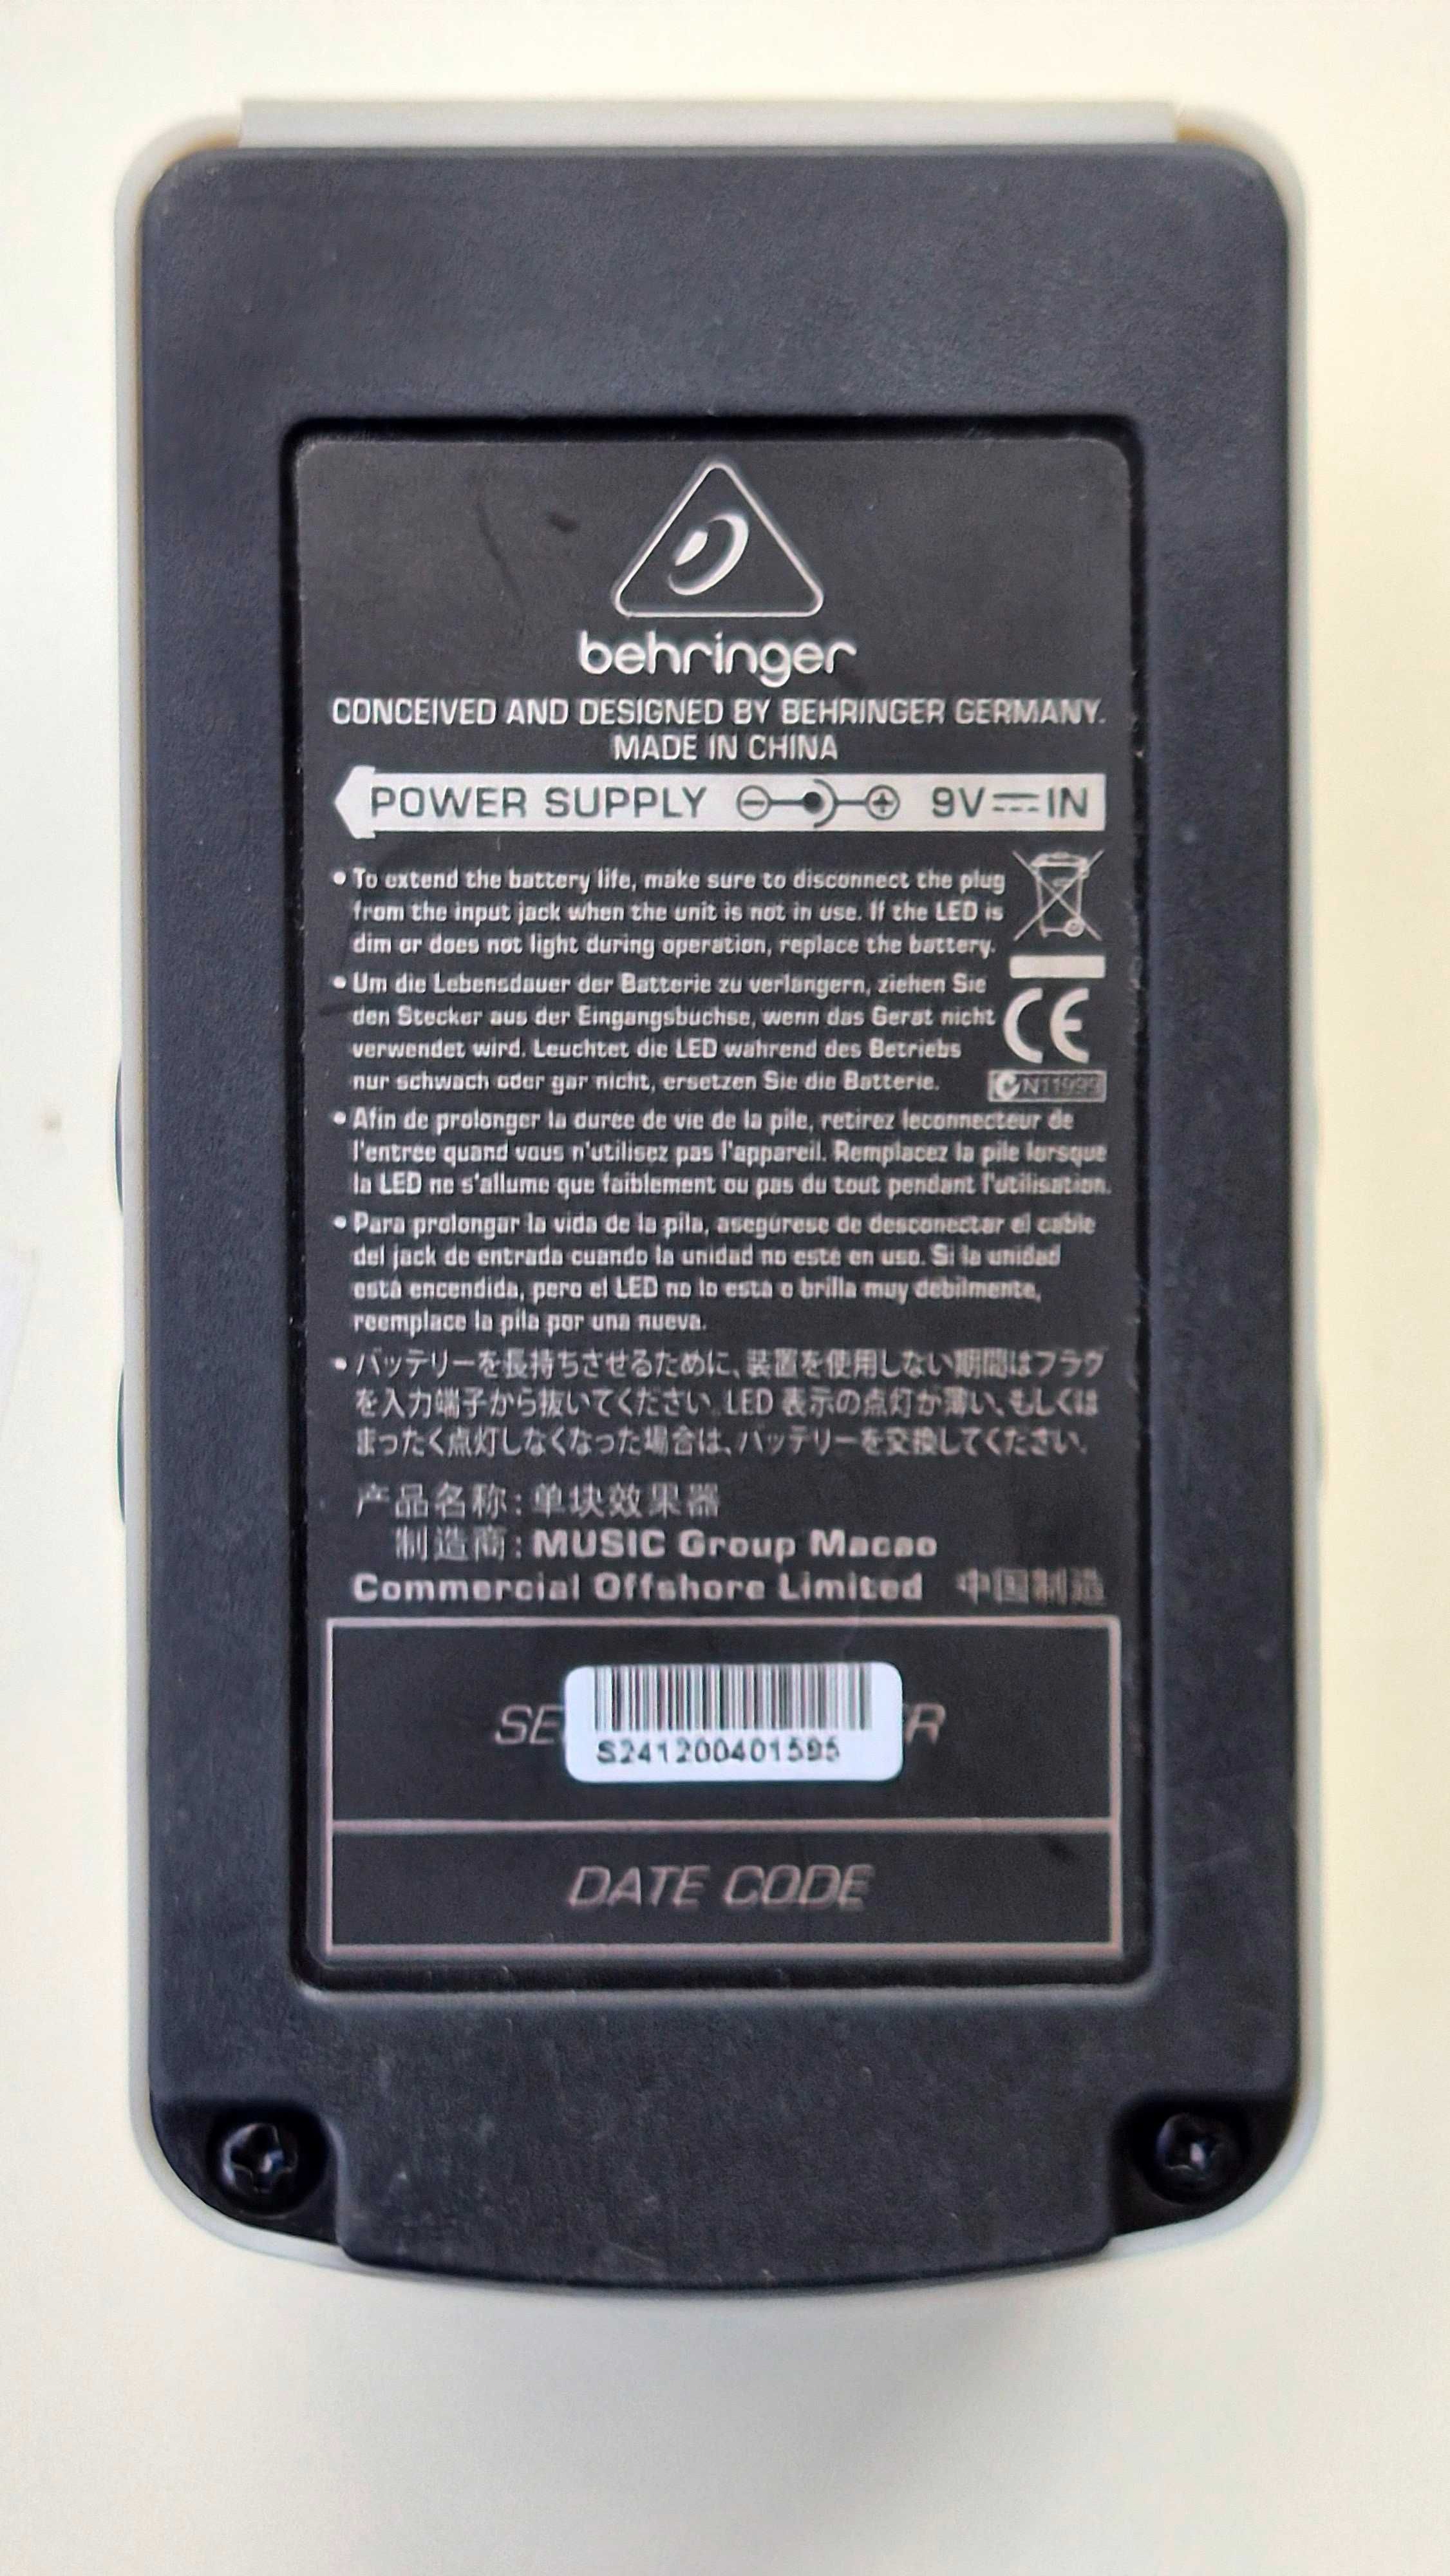 behringer
CONCEIVED AND DESIGNED BY BEHRINGER GERMANY.
MADE IN CHINA
POWER SUPPLY 9V IN
• To extend the battery life, make sure to disconnect the plug
from the input jack when the unit is not in use. If the LED is
dim or does not light during operation, replace the battery.
• Um die Lebensdauer der Batterie zu verlängern, ziehen Sie
den Stecker aus der Eingangsbuchse, wenn das Gerät nicht
verwendet wird. Leuchtet die LED während des Betriebs
nur schwach oder gar nicht, ersetzen Sie die Batterie.
CE
N11999
• Afin de prolonger la durée de vie de la pile, retirez leconnecteur de
l'entrée quand vous n'utilisez pas l'appareil. Remplacez la pile lorsque
la LED ne s'allume que faiblement ou pas du tout pendant l'utilisation.
• Para prolongar la vida de la pila, asegúrese de desconectar el cable
del jack de entrada cuando la unidad no esté en uso. Si la unidad
está encendida, pero el LED no lo está o brilla muy débilmente,
reemplace la pila por una nueva.
• バッテリーを長持ちさせるために、装置を使用しない期間はプラグ
を入力端子から抜いてください。LED 表示の点灯が薄い、もしくは
まったく点灯しなくなった場合は、バッテリーを交換してください。
产品名称：单块效果器
制造商：MUSIC Group Macao
Commercial Offshore Limited 中国制造
SE ER
S241200401595
DATE CODE